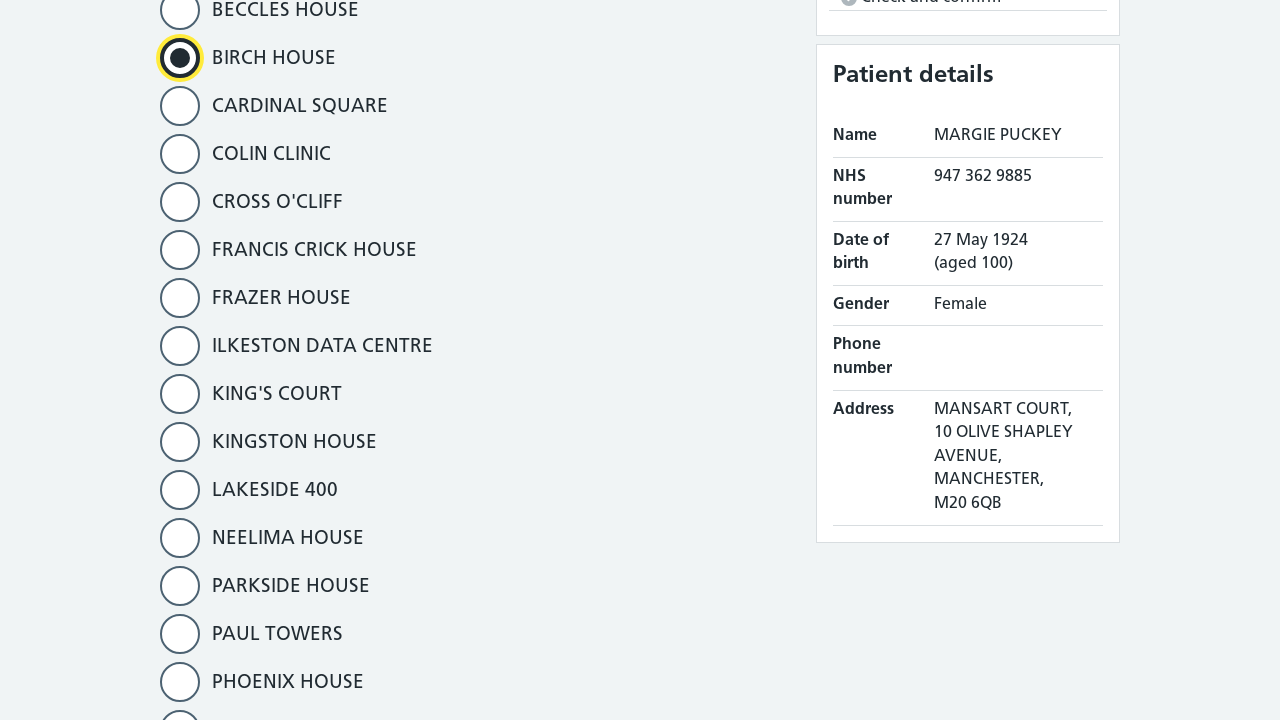 BECCLES HOUSE
BIRCH HOUSE
CARDINAL SQUARE
COLIN CLINIC
CROSS O'CLIFF
FRANCIS CRICK HOUSE
FRAZER HOUSE
ILKESTON DATA CENTRE
KING'S COURT
KINGSTON HOUSE
LAKESIDE 400
NEELIMA HOUSE
PARKSIDE HOUSE
PAUL TOWERS
PHOENIX HOUSE
Check and confirm
Patient details
Name MARGIE PUCKEY
NHS number 947 362 9885
Date of birth 27 May 1924
(aged 100)
Gender Female
Phone number
Address MANSART COURT,
10 OLIVE SHAPLEY
AVENUE,
MANCHESTER,
M20 6QB